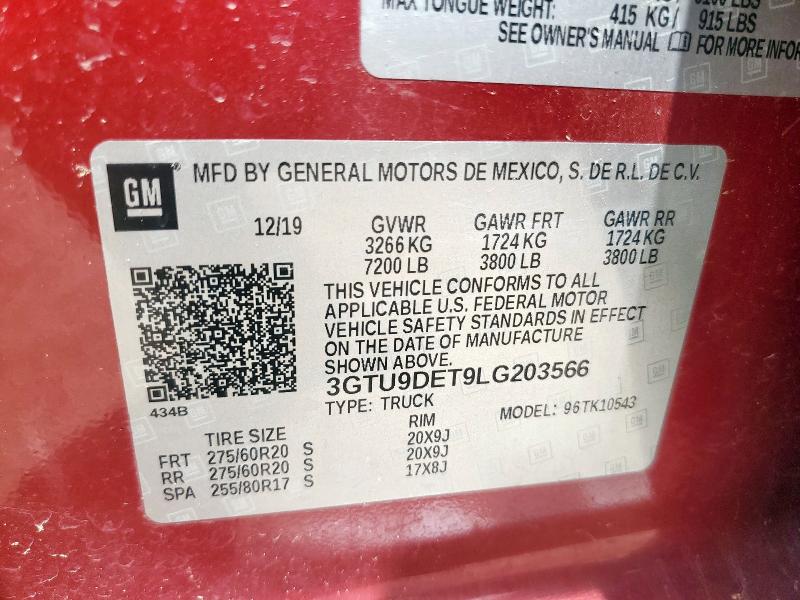 MAX TONGUE WEIGHT: 415 KG/ 915 LBS
SEE OWNER'S MANUAL FOR MORE INFOR
GM
MFD BY GENERAL MOTORS DE MEXICO, S. DE R.L. DE C.V.
12/19 GVWR GAWR FRT GAWR RR
3266 KG 1724 KG 1724 KG
7200 LB 3800 LB 3800 LB
THIS VEHICLE CONFORMS TO ALL
APPLICABLE U.S. FEDERAL MOTOR
VEHICLE SAFETY STANDARDS IN EFFECT
ON THE DATE OF MANUFACTURE
SHOWN ABOVE.
3GTU9DET9LG203566
434B
TYPE: TRUCK MODEL: 96TK10543
TIRE SIZE RIM
FRT 275/60R20 S 20X9J
RR 275/60R20 S 20X9J
SPA 255/80R17 S 17X8J